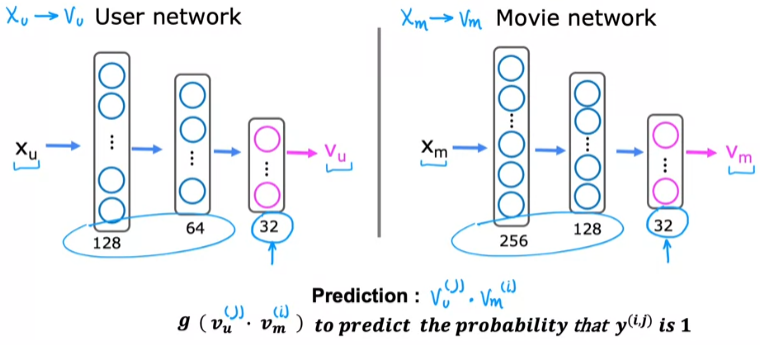 Xᵤ → Vᵤ User network
Xₘ → Vₘ Movie network
Xᵤ
Vᵤ
128
64
32
Xₘ
Vₘ
256
128
32
Prediction : Vᵤ⁽ʲ⁾ · Vₘ⁽ⁱ⁾
g ( vᵤ⁽ʲ⁾ · vₘ⁽ⁱ⁾ ) to predict the probability that y⁽ⁱ,ʲ⁾ is 1